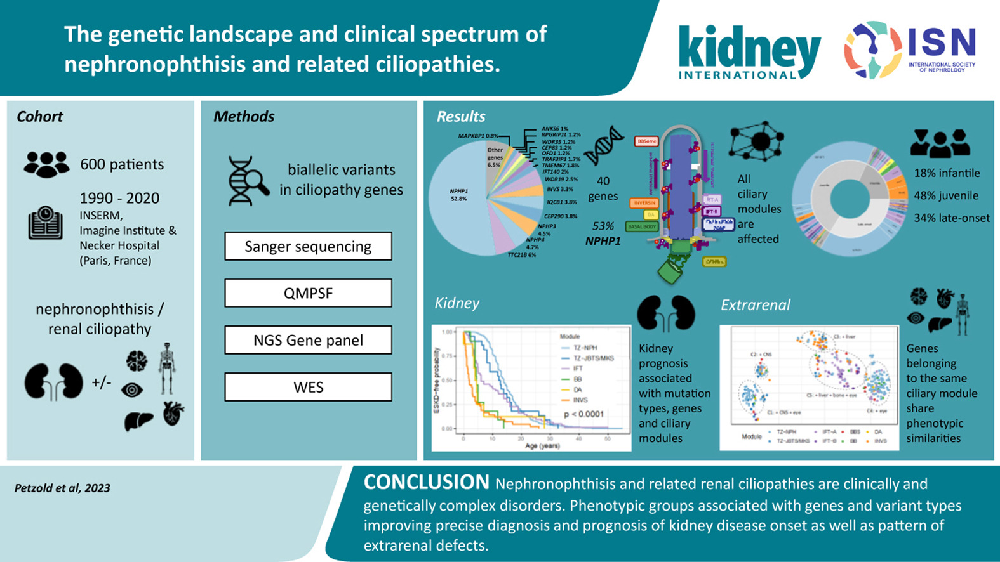 The genetic landscape and clinical spectrum of
nephronophthisis and related ciliopathies.
kidney
INTERNATIONAL
ISN
INTERNATIONAL SOCIETY
OF NEPHROLOGY
Cohort
600 patients
1990 - 2020
INSERM,
Imagine Institute &
Necker Hospital
(Paris, France)
nephronophthisis /
renal ciliopathy
+/-
Methods
biallelic variants
in ciliopathy genes
Sanger sequencing
QMPSF
NGS Gene panel
WES
Results
MAPKBP1 0.8%
ANKS6 1%
RPGRIP1L 1.2%
WDR35 1.2%
CEP83 1.2%
OFD1 1.2%
TRAF3IP1 1.7%
TMEM67 1.8%
IFT140 2%
WDR19 2.5%
INVS 3.3%
IQCB1 3.8%
CEP290 3.8%
NPHP3
4.5%
NPHP4
4.7%
TTC21B 6%
NPHP1
52.8%
Other
genes
6.5%
40
genes
53%
NPHP1
BBSome
ANTEROGRADE TRANSPORT
INVERSIN
DA
BASAL BODY
IFT-A
IFT-B
All
ciliary
modules
are
affected
Juvenile
Infantile
Late onset
18% infantile
48% juvenile
34% late-onset
Kidney
ESKD-free probability
1.00
0.75
0.50
0.25
0.00
0
10
20
30
40
50
Age (years)
Module
TZ-NPH
TZ-JBTS/MKS
IFT
BB
DA
INVS
p < 0.0001
Kidney
prognosis
associated
with mutation
types, genes
and ciliary
modules
Extrarenal
C3: + liver
C2: + CNS
C5: + liver + bone + eye
C1: + CNS + eye
C4: + eye
Module
TZ-NPH
IFT-A
BBS
DA
TZ-JBTS/MKS
IFT-B
BB
INVS
Genes
belonging
to the same
ciliary module
share
phenotypic
similarities
Petzold et al, 2023
CONCLUSION Nephronophthisis and related renal ciliopathies are clinically and
genetically complex disorders. Phenotypic groups associated with genes and variant types
improving precise diagnosis and prognosis of kidney disease onset as well as pattern of
extrarenal defects.